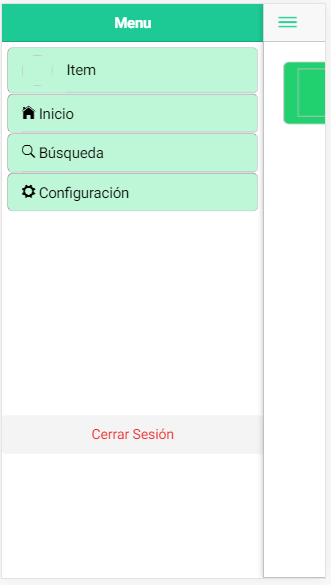 Menu
Item
Inicio
Búsqueda
Configuración
Cerrar Sesión